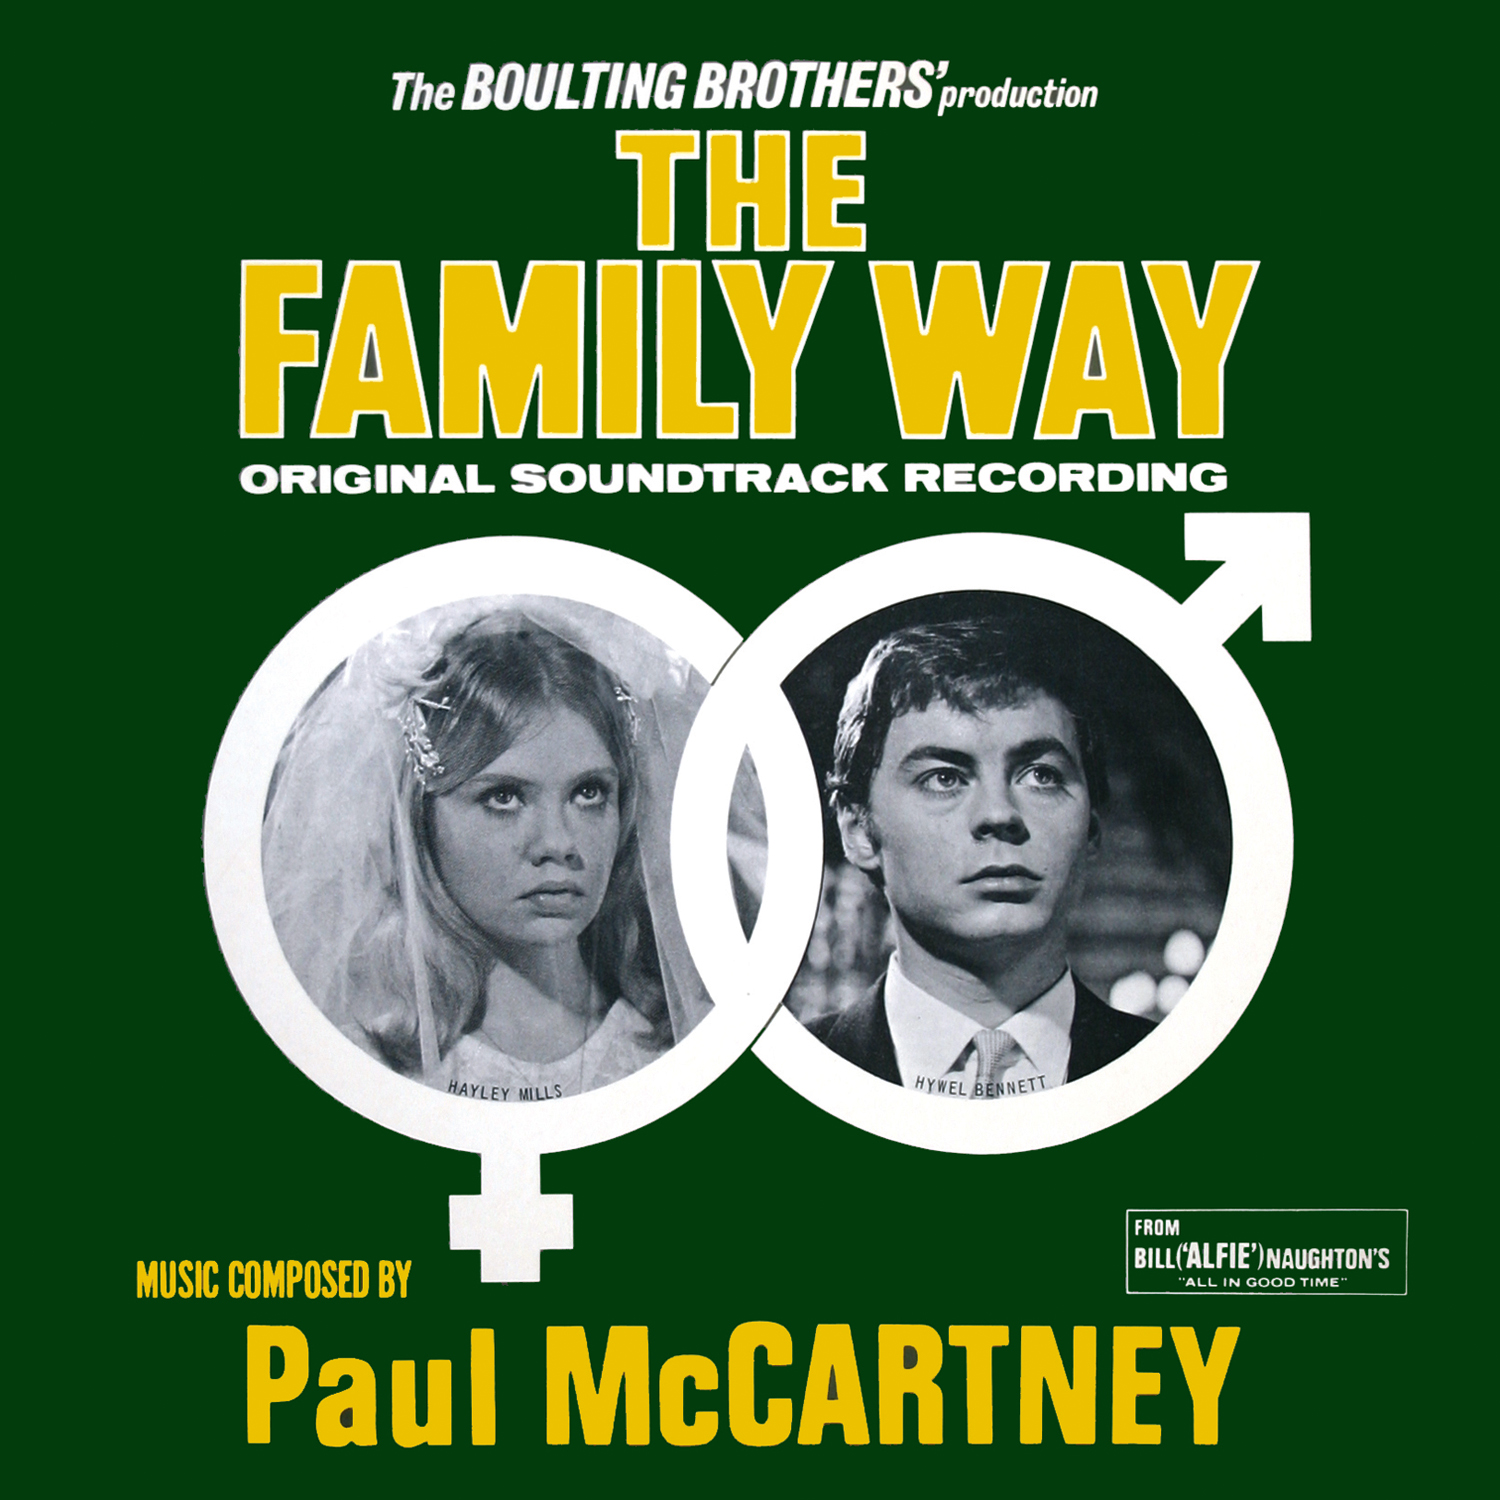 The BOULTING BROTHERS' production
THE
FAMILY WAY
ORIGINAL SOUNDTRACK RECORDING
HAYLEY MILLS
HYWEL BENNETT
MUSIC COMPOSED BY
Paul McCARTNEY
FROM
BILL ('ALFIE') NAUGHTON'S
"ALL IN GOOD TIME"